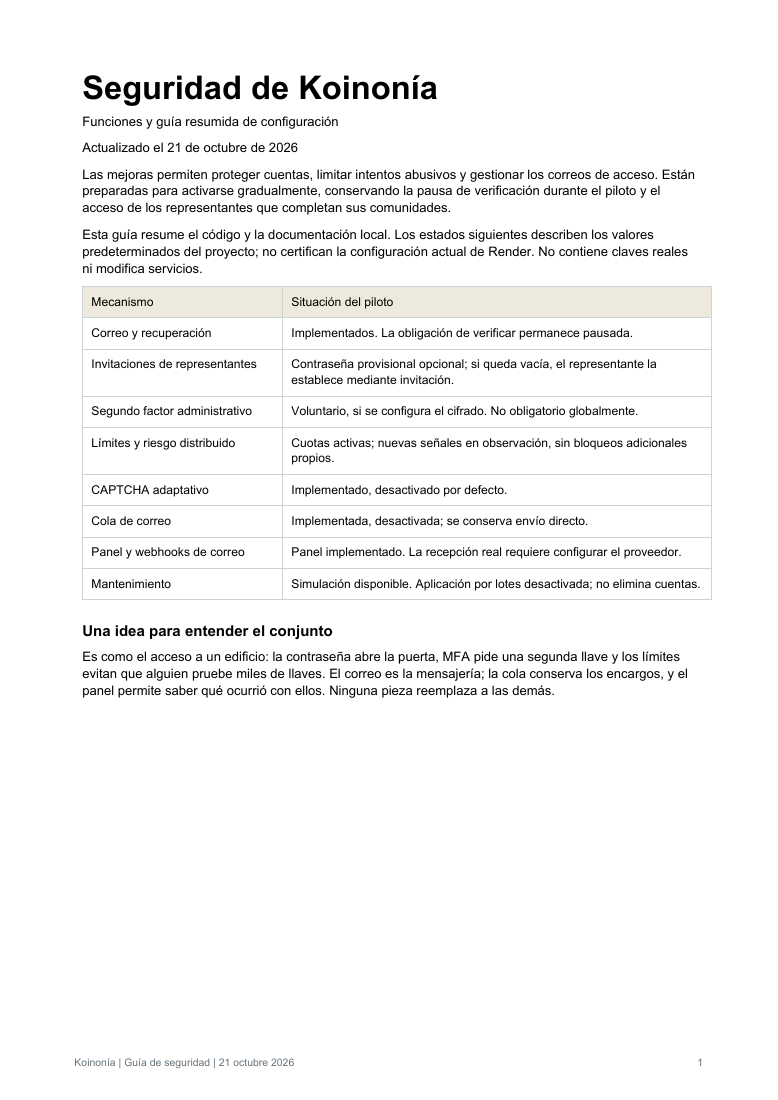 Seguridad de Koinonía
Funciones y guía resumida de configuración
Actualizado el 21 de octubre de 2026
Las mejoras permiten proteger cuentas, limitar intentos abusivos y gestionar los correos de acceso. Están
preparadas para activarse gradualmente, conservando la pausa de verificación durante el piloto y el
acceso de los representantes que completan sus comunidades.
Esta guía resume el código y la documentación local. Los estados siguientes describen los valores
predeterminados del proyecto; no certifican la configuración actual de Render. No contiene claves reales
ni modifica servicios.
Mecanismo Situación del piloto
Correo y recuperación Implementados. La obligación de verificar permanece pausada.
Invitaciones de representantes Contraseña provisional opcional; si queda vacía, el representante la
establece mediante invitación.
Segundo factor administrativo Voluntario, si se configura el cifrado. No obligatorio globalmente.
Límites y riesgo distribuido Cuotas activas; nuevas señales en observación, sin bloqueos adicionales
propios.
CAPTCHA adaptativo Implementado, desactivado por defecto.
Cola de correo Implementada, desactivada; se conserva envío directo.
Panel y webhooks de correo Panel implementado. La recepción real requiere configurar el proveedor.
Mantenimiento Simulación disponible. Aplicación por lotes desactivada; no elimina cuentas.
Una idea para entender el conjunto
Es como el acceso a un edificio: la contraseña abre la puerta, MFA pide una segunda llave y los límites
evitan que alguien pruebe miles de llaves. El correo es la mensajería; la cola conserva los encargos, y el
panel permite saber qué ocurrió con ellos. Ninguna pieza reemplaza a las demás.
Koinonía | Guía de seguridad | 21 octubre 2026 1